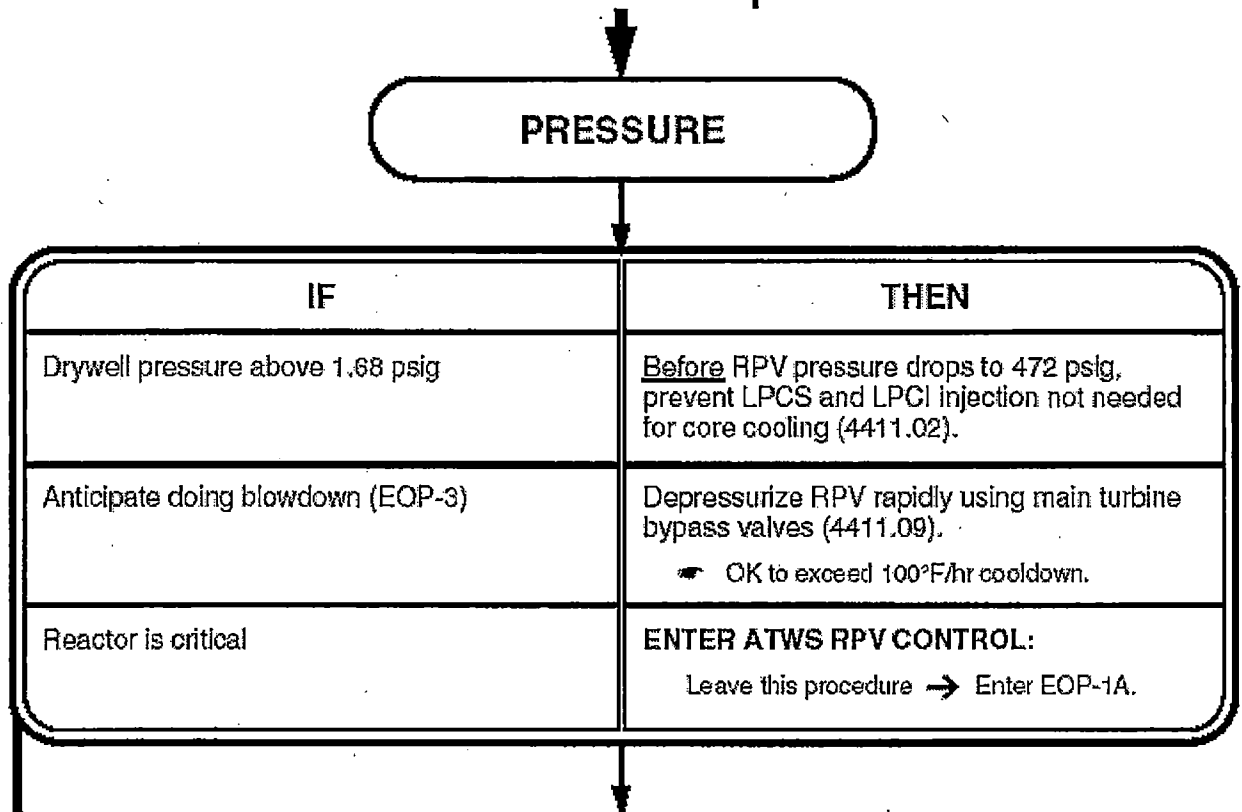 PRESSURE
IF
THEN
Drywell pressure above 1.68 psig
Before RPV pressure drops to 472 psig,
prevent LPCS and LPCI injection not needed
for core cooling (4411.02).
Anticipate doing blowdown (EOP-3)
Depressurize RPV rapidly using main turbine
bypass valves (4411.09).
☛ OK to exceed 100°F/hr cooldown.
Reactor is critical
ENTER ATWS RPV CONTROL:
Leave this procedure → Enter EOP-1A.